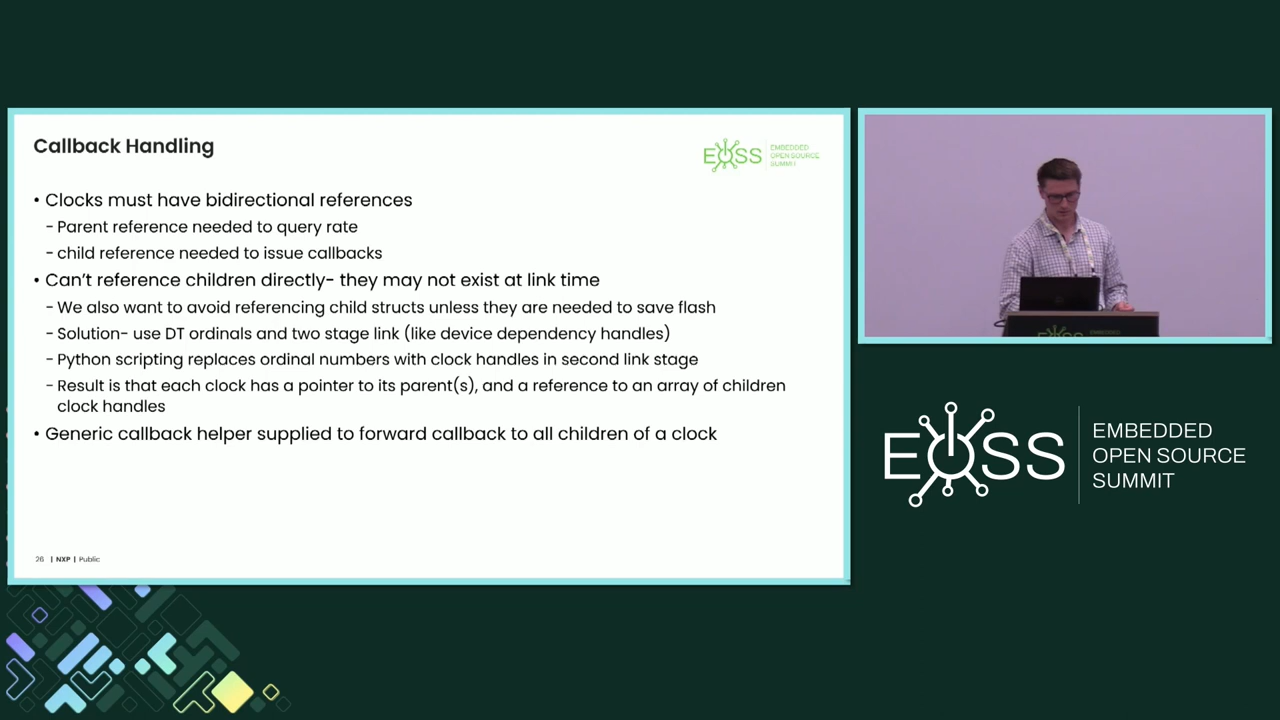 Callback Handling
EOSS
EMBEDDED
OPEN SOURCE
SUMMIT
• Clocks must have bidirectional references
- Parent reference needed to query rate
- child reference needed to issue callbacks
• Can't reference children directly- they may not exist at link time
- We also want to avoid referencing child structs unless they are needed to save flash
- Solution- use DT ordinals and two stage link (like device dependency handles)
- Python scripting replaces ordinal numbers with clock handles in second link stage
- Result is that each clock has a pointer to its parent(s), and a reference to an array of children
clock handles
• Generic callback helper supplied to forward callback to all children of a clock
26 | NXP | Public
EOSS
EMBEDDED
OPEN SOURCE
SUMMIT